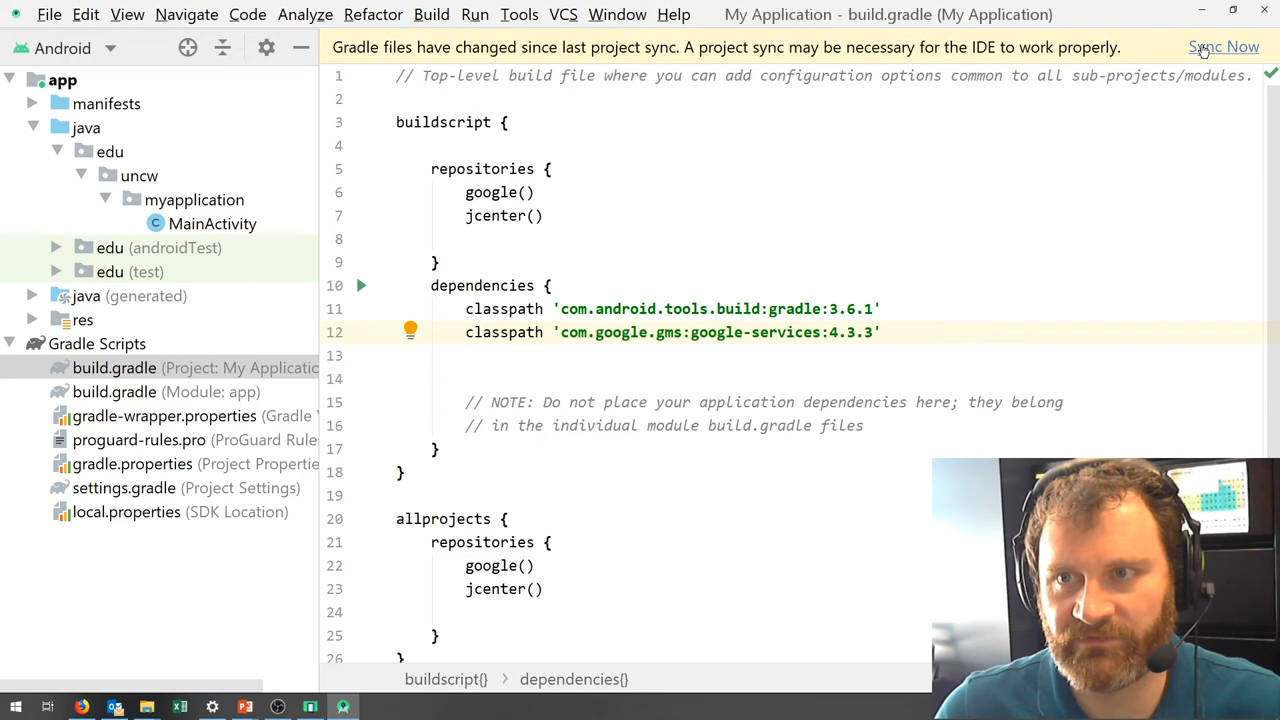 File Edit View Navigate Code Analyze Refactor Build Run Tools VCS Window Help My Application - build.gradle (My Application)
Android
Gradle files have changed since last project sync. A project sync may be necessary for the IDE to work properly. Sync Now
app
manifests
java
edu
uncw
myapplication
MainActivity
edu (androidTest)
edu (test)
java (generated)
res
Gradle Scripts
build.gradle (Project: My Applicatio
build.gradle (Module: app)
gradle-wrapper.properties (Gradle
proguard-rules.pro (ProGuard Rule
gradle.properties (Project Properti
settings.gradle (Project Settings)
local.properties (SDK Location)
1 // Top-level build file where you can add configuration options common to all sub-projects/modules.
2
3 buildscript {
4
5 repositories {
6 google()
7 jcenter()
8
9 }
10 dependencies {
11 classpath 'com.android.tools.build:gradle:3.6.1'
12 classpath 'com.google.gms:google-services:4.3.3'
13
14
15 // NOTE: Do not place your application dependencies here; they belong
16 // in the individual module build.gradle files
17 }
18 }
19
20 allprojects {
21 repositories {
22 google()
23 jcenter()
24
25 }
26 }
buildscript{} › dependencies{}